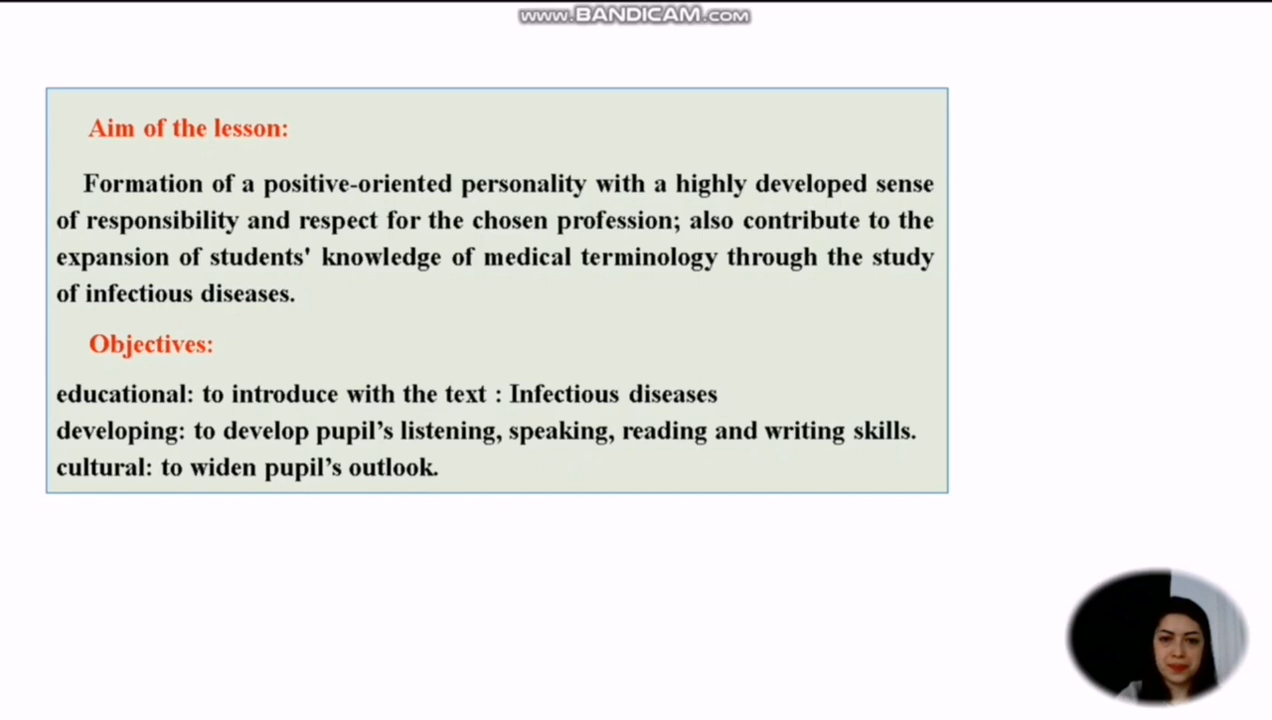 www.BANDICAM.com
Aim of the lesson:
Formation of a positive-oriented personality with a highly developed sense
of responsibility and respect for the chosen profession; also contribute to the
expansion of students' knowledge of medical terminology through the study
of infectious diseases.
Objectives:
educational: to introduce with the text : Infectious diseases
developing: to develop pupil’s listening, speaking, reading and writing skills.
cultural: to widen pupil’s outlook.